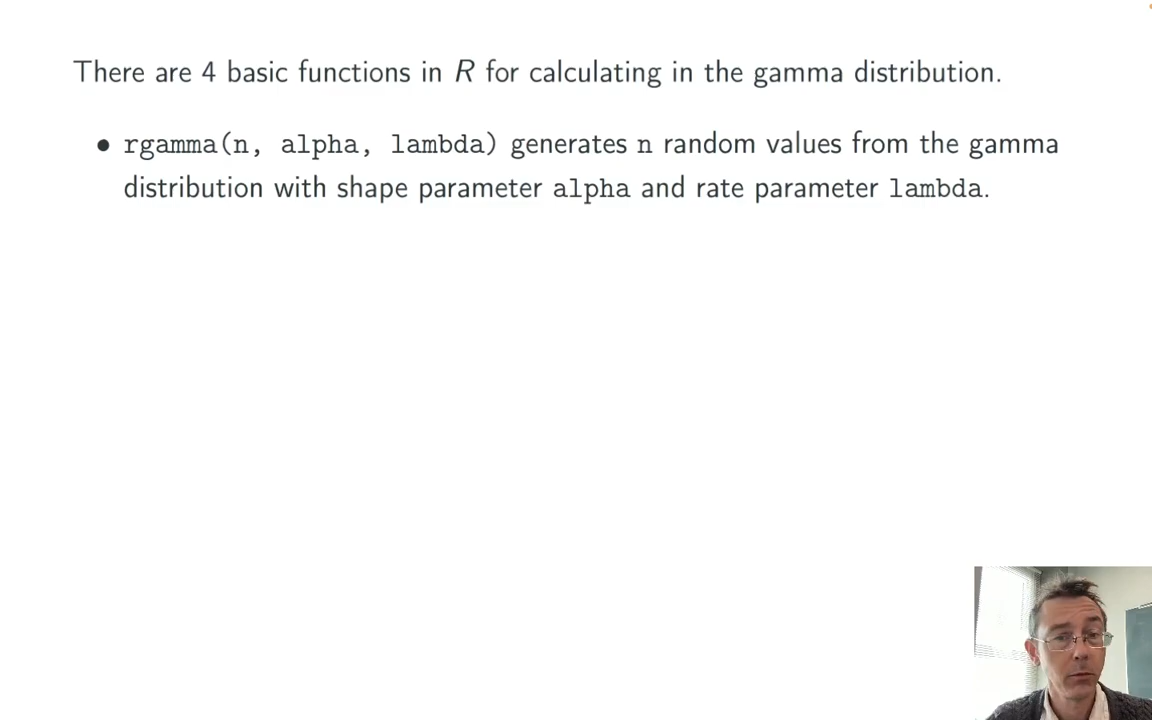 There are 4 basic functions in R for calculating in the gamma distribution.
• rgamma(n, alpha, lambda) generates n random values from the gamma
distribution with shape parameter alpha and rate parameter lambda.